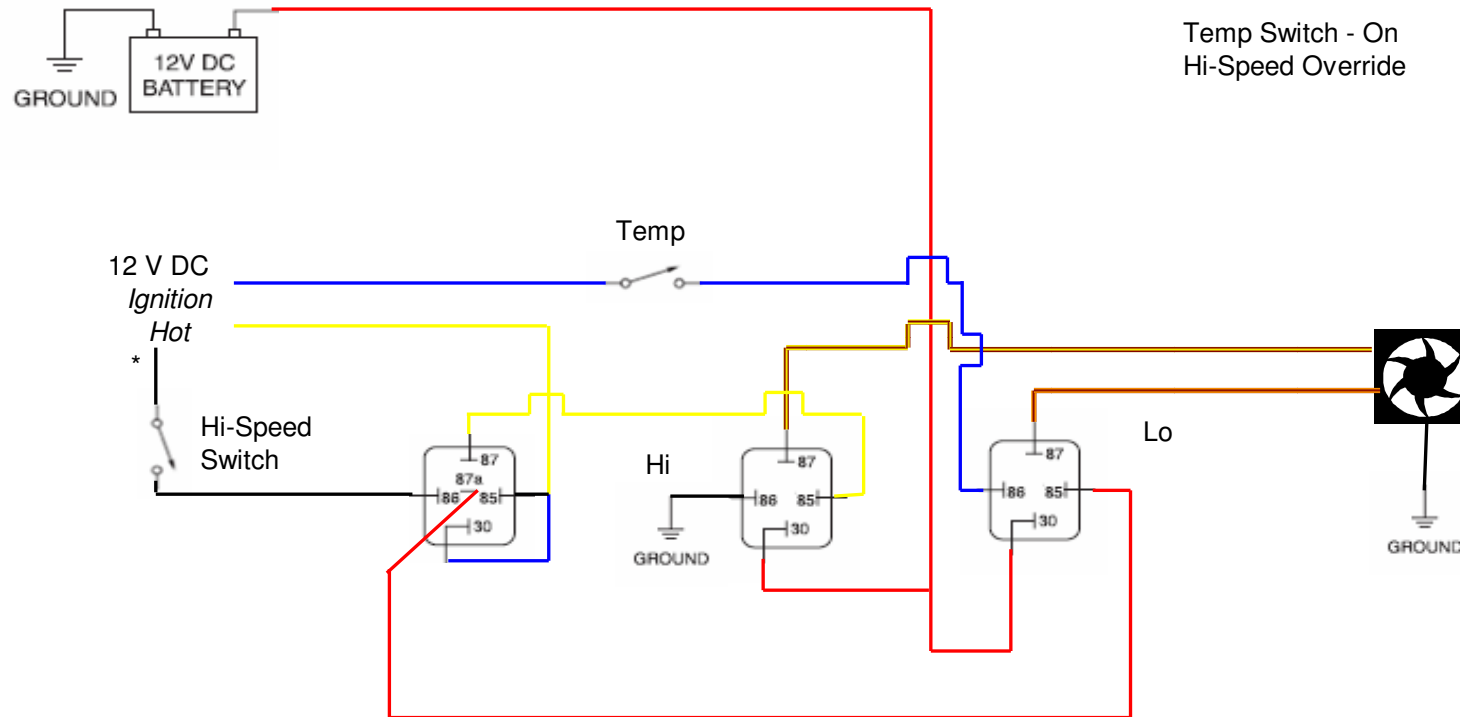 Temp Switch - On
Hi-Speed Override
12V DC
BATTERY
GROUND
Temp
12 V DC
Ignition
Hot
*
Hi-Speed
Switch
87
87a
86
85
30
Hi
87
86
85
30
GROUND
Lo
87
86
85
30
GROUND